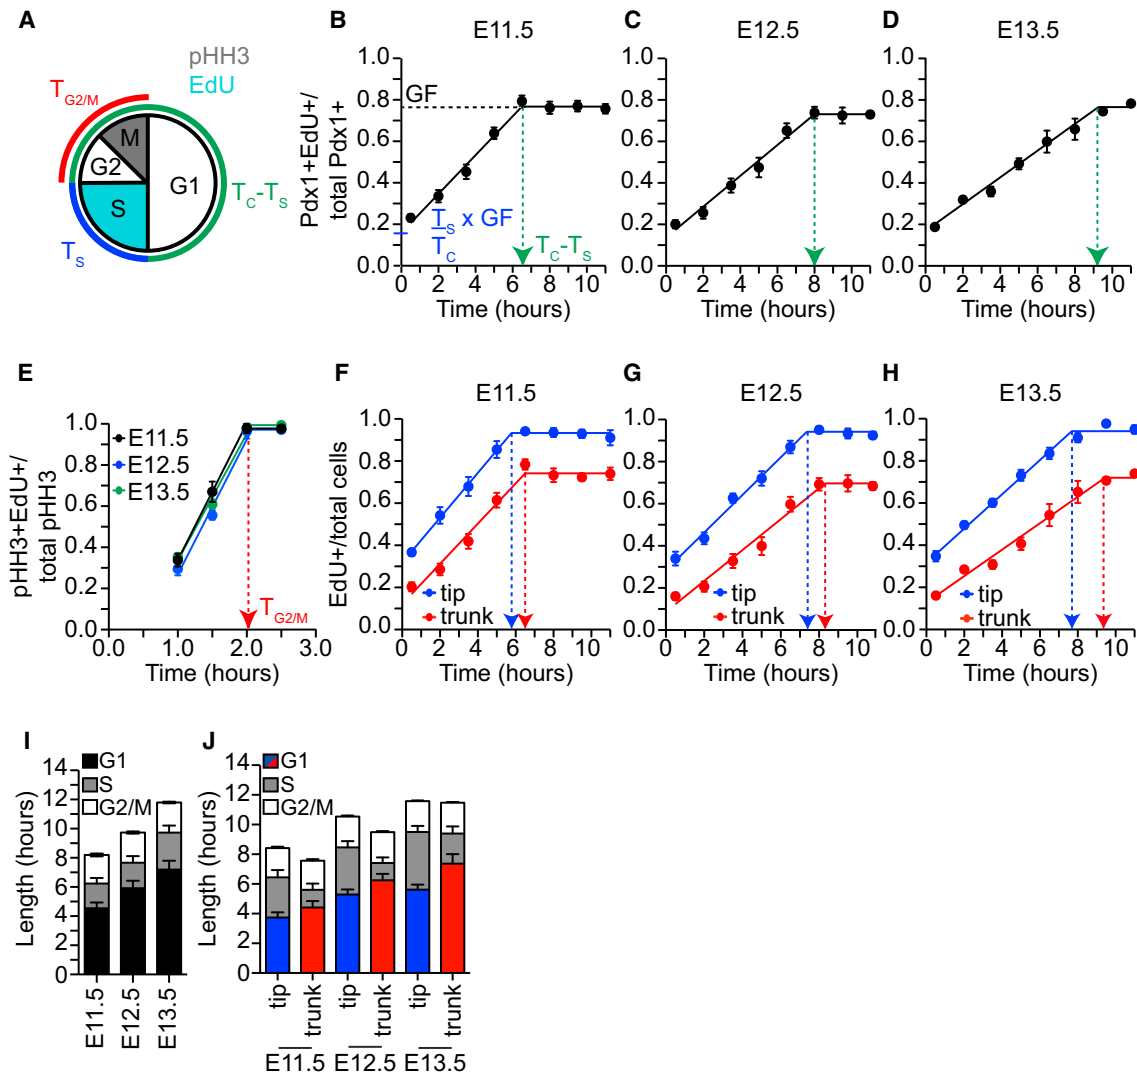 A
pHH3
EdU
T_G2/M
M
G2
G1
S
T_C-T_S
T_S
B
E11.5
Pdx1+EdU+/
total Pdx1+
1.0
0.8
0.6
0.4
0.2
0.0
GF
T_S x GF
T_C
T_C-T_S
0 2 4 6 8 10
Time (hours)
C
E12.5
1.0
0.8
0.6
0.4
0.2
0.0
0 2 4 6 8 10
Time (hours)
D
E13.5
1.0
0.8
0.6
0.4
0.2
0.0
0 2 4 6 8 10
Time (hours)
E
pHH3+EdU+/
total pHH3
1.0
0.8
0.6
0.4
0.2
0.0
E11.5
E12.5
E13.5
T_G2/M
0.0 1.0 2.0 3.0
Time (hours)
F
E11.5
EdU+/total cells
1.0
0.8
0.6
0.4
0.2
0.0
tip
trunk
0 2 4 6 8 10
Time (hours)
G
E12.5
1.0
0.8
0.6
0.4
0.2
0.0
tip
trunk
0 2 4 6 8 10
Time (hours)
H
E13.5
1.0
0.8
0.6
0.4
0.2
0.0
tip
trunk
0 2 4 6 8 10
Time (hours)
I
Length (hours)
14
12
10
8
6
4
2
0
G1
S
G2/M
E11.5
E12.5
E13.5
J
Length (hours)
14
12
10
8
6
4
2
0
G1
S
G2/M
tip
trunk
tip
trunk
tip
trunk
E11.5
E12.5
E13.5